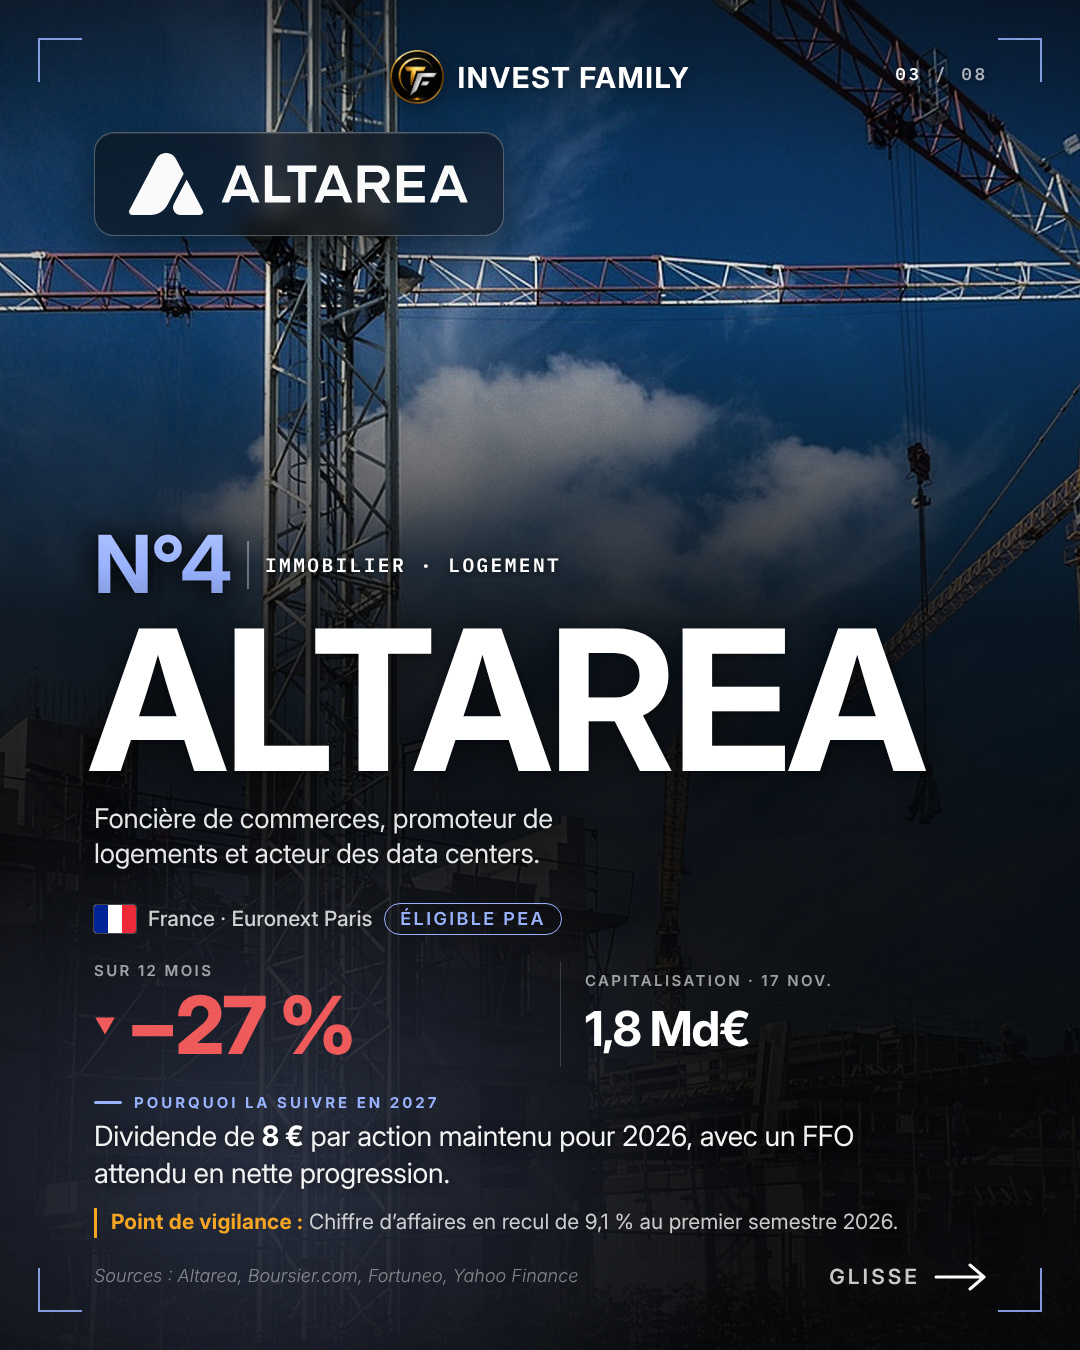 INVEST FAMILY
03 / 08
ALTAREA
N°4
IMMOBILIER · LOGEMENT
ALTAREA
Foncière de commerces, promoteur de
logements et acteur des data centers.
France · Euronext Paris
ÉLIGIBLE PEA
SUR 12 MOIS
▼ –27 %
CAPITALISATION · 17 NOV.
1,8 Md€
POURQUOI LA SUIVRE EN 2027
Dividende de 8 € par action maintenu pour 2026, avec un FFO
attendu en nette progression.
Point de vigilance : Chiffre d’affaires en recul de 9,1 % au premier semestre 2026.
Sources : Altarea, Boursier.com, Fortuneo, Yahoo Finance
GLISSE →